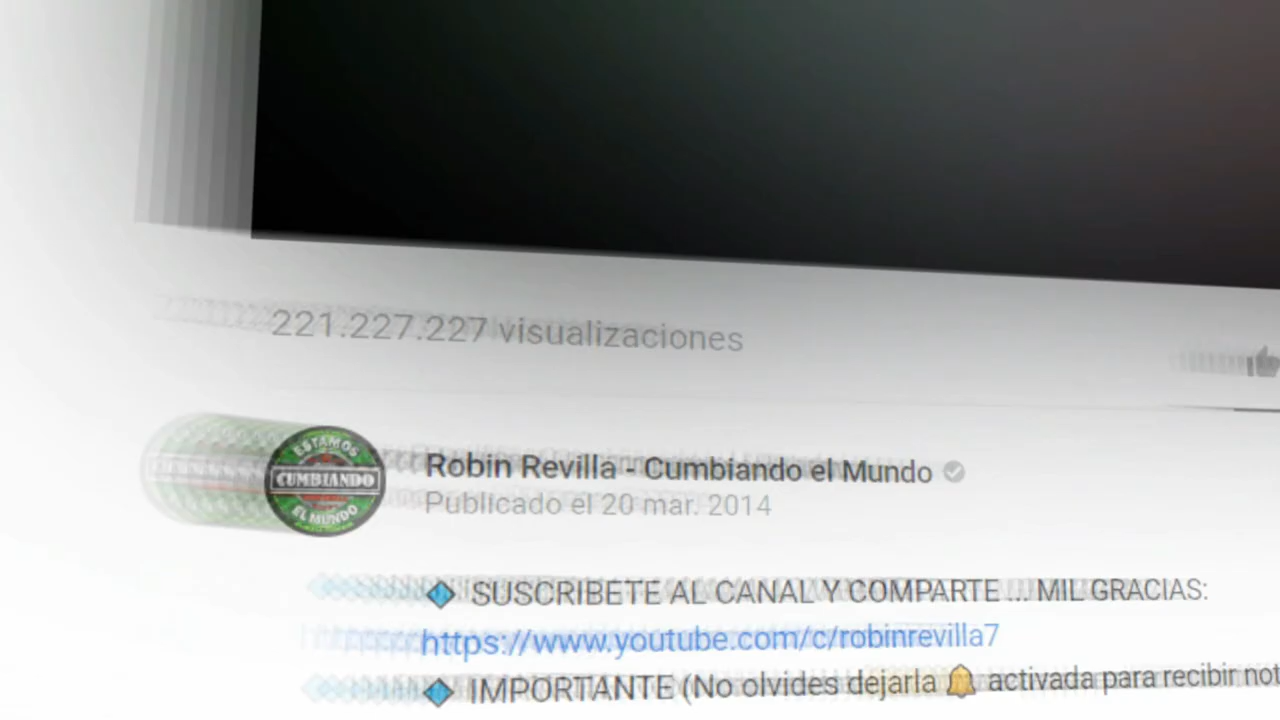 221.227.227 visualizaciones
ESTAMOS
CUMBIANDO
EL MUNDO
Robin Revilla - Cumbiando el Mundo
Publicado el 20 mar. 2014
SUSCRIBETE AL CANAL Y COMPARTE ... MIL GRACIAS:
https://www.youtube.com/c/robinrevilla7
IMPORTANTE (No olvides dejarla 🔔 activada para recibir not